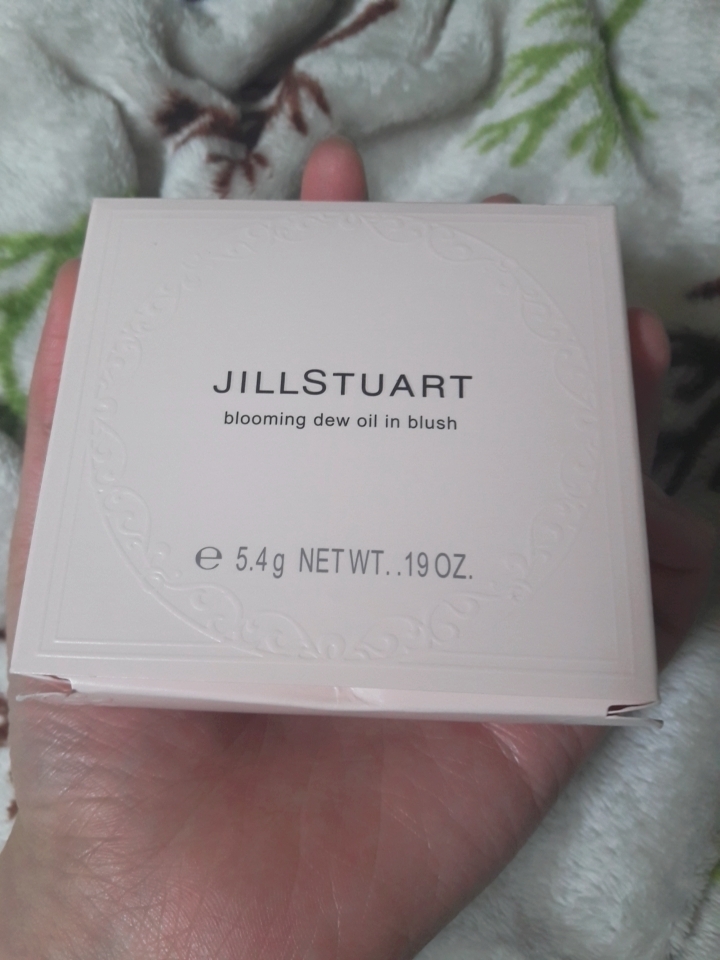 JILLSTUART
blooming dew oil in blush
℮ 5.4g NET WT. .19 OZ.